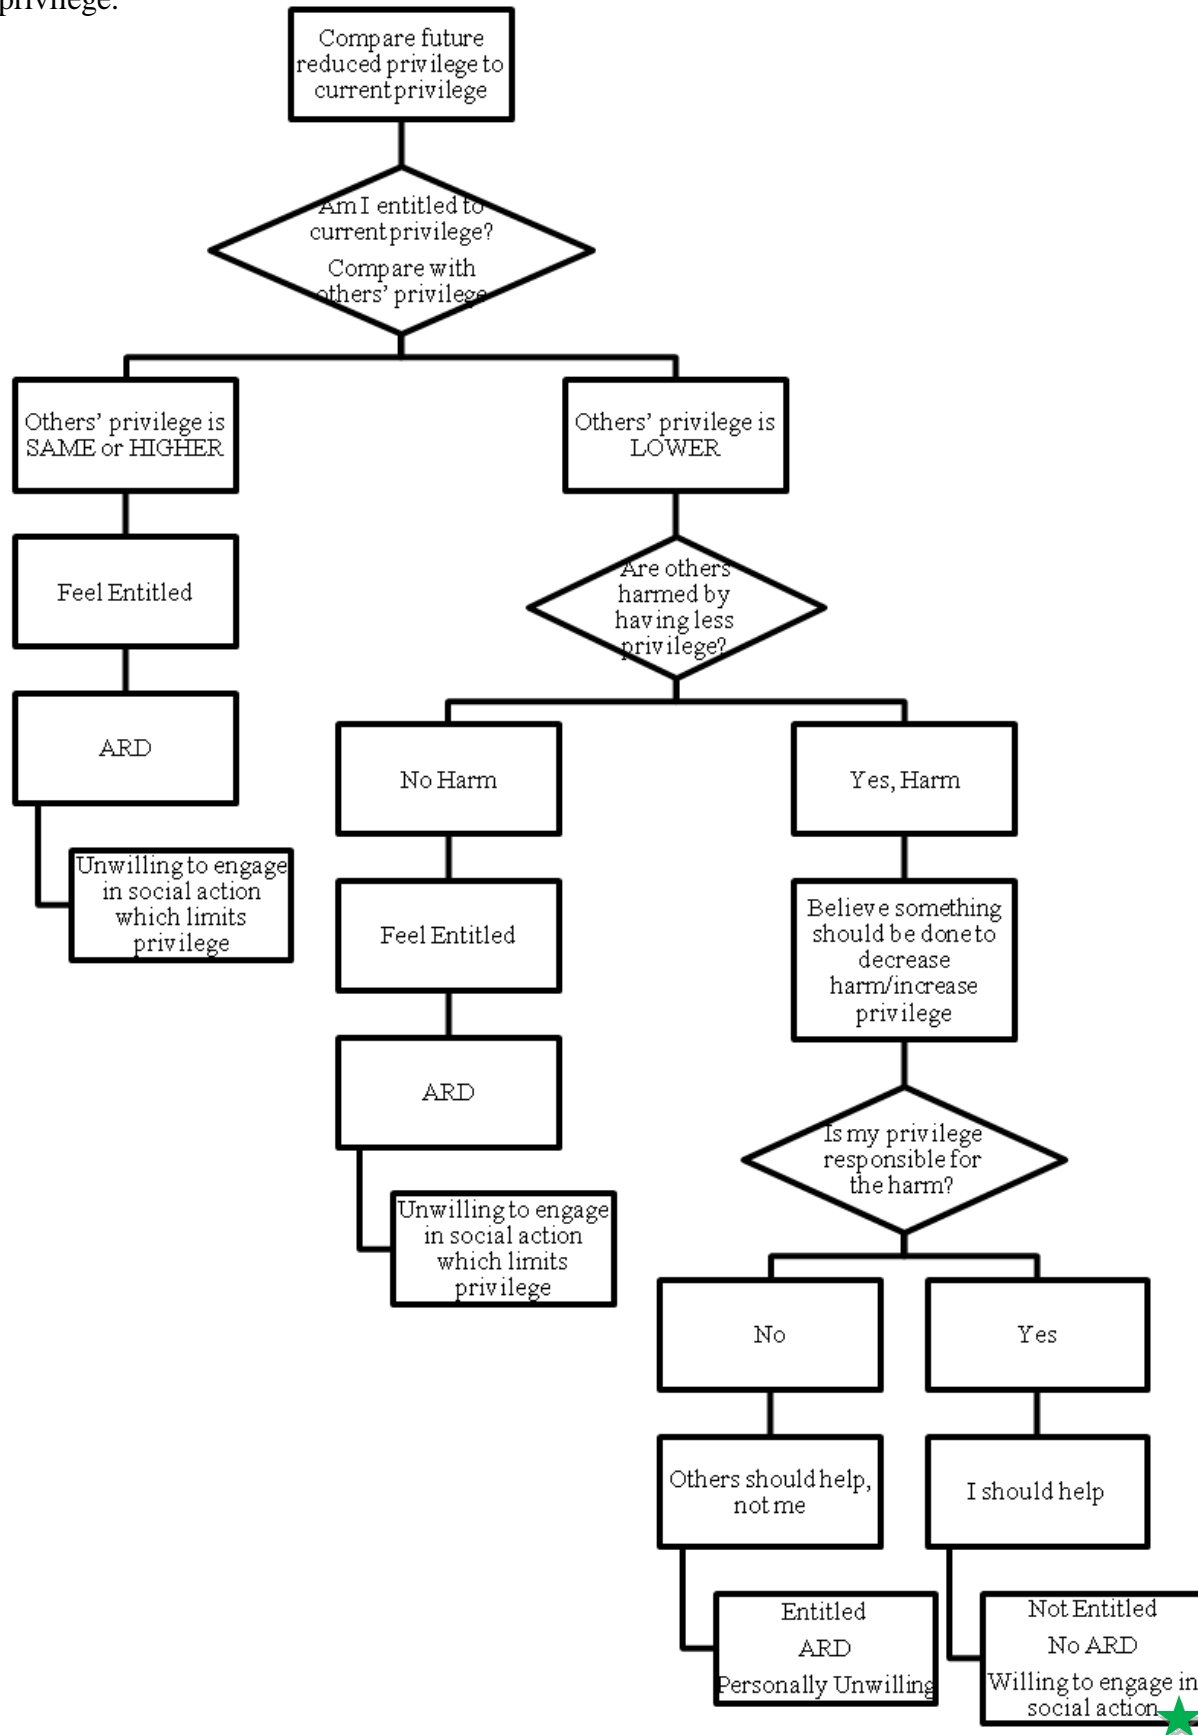 privilege.
Compare future
reduced privilege to
current privilege
Am I entitled to
current privilege?
Compare with
others’ privilege
Others’ privilege is
SAME or HIGHER
Others’ privilege is
LOWER
Feel Entitled
Are others
harmed by
having less
privilege?
ARD
No Harm
Yes, Harm
Unwilling to engage
in social action
which limits
privilege
Feel Entitled
Believe something
should be done to
decrease
harm/increase
privilege
ARD
Is my privilege
responsible for
the harm?
Unwilling to engage
in social action
which limits
privilege
No
Yes
Others should help,
not me
I should help
Entitled
ARD
Personally Unwilling
Not Entitled
No ARD
Willing to engage in
social action